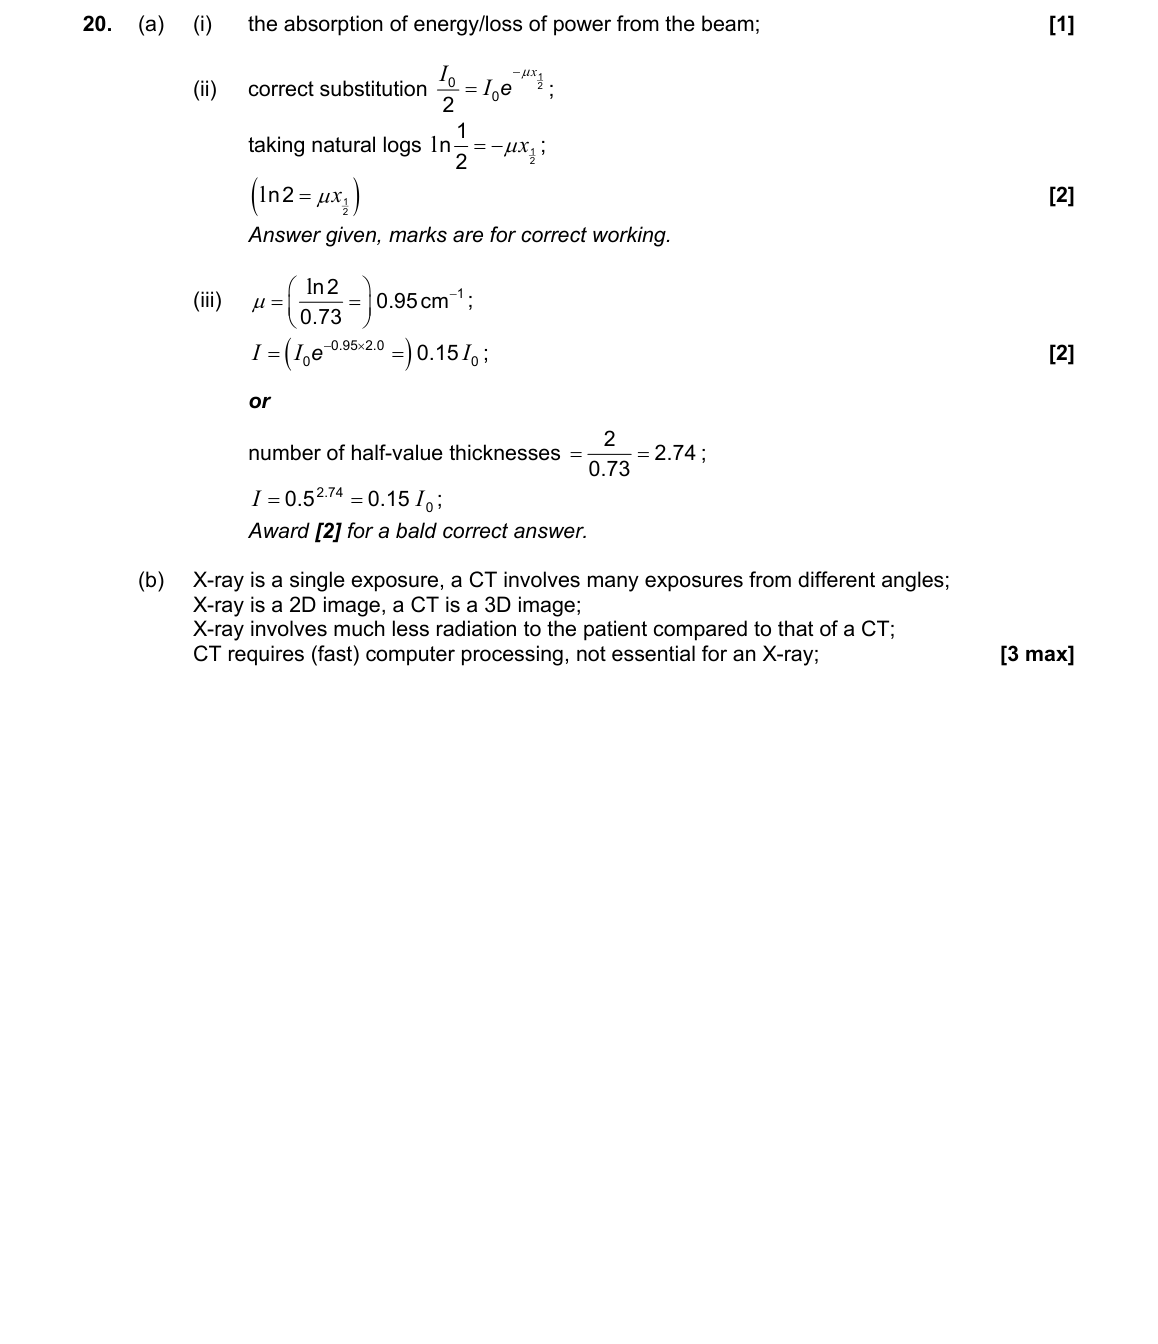 20. (a) (i) the absorption of energy/loss of power from the beam; [1]
(ii) correct substitution I₀/2 = I₀e^(−μx_(1/2)) ;
taking natural logs ln 1/2 = −μx_(1/2) ;
(ln2 = μx_(1/2)) [2]
Answer given, marks are for correct working.
(iii) μ = (ln2/0.73 =) 0.95 cm⁻¹ ;
I = (I₀e^(−0.95×2.0) =) 0.15 I₀ ; [2]
or
number of half-value thicknesses = 2/0.73 = 2.74 ;
I = 0.5^2.74 = 0.15 I₀ ;
Award [2] for a bald correct answer.
(b) X-ray is a single exposure, a CT involves many exposures from different angles;
X-ray is a 2D image, a CT is a 3D image;
X-ray involves much less radiation to the patient compared to that of a CT;
CT requires (fast) computer processing, not essential for an X-ray; [3 max]